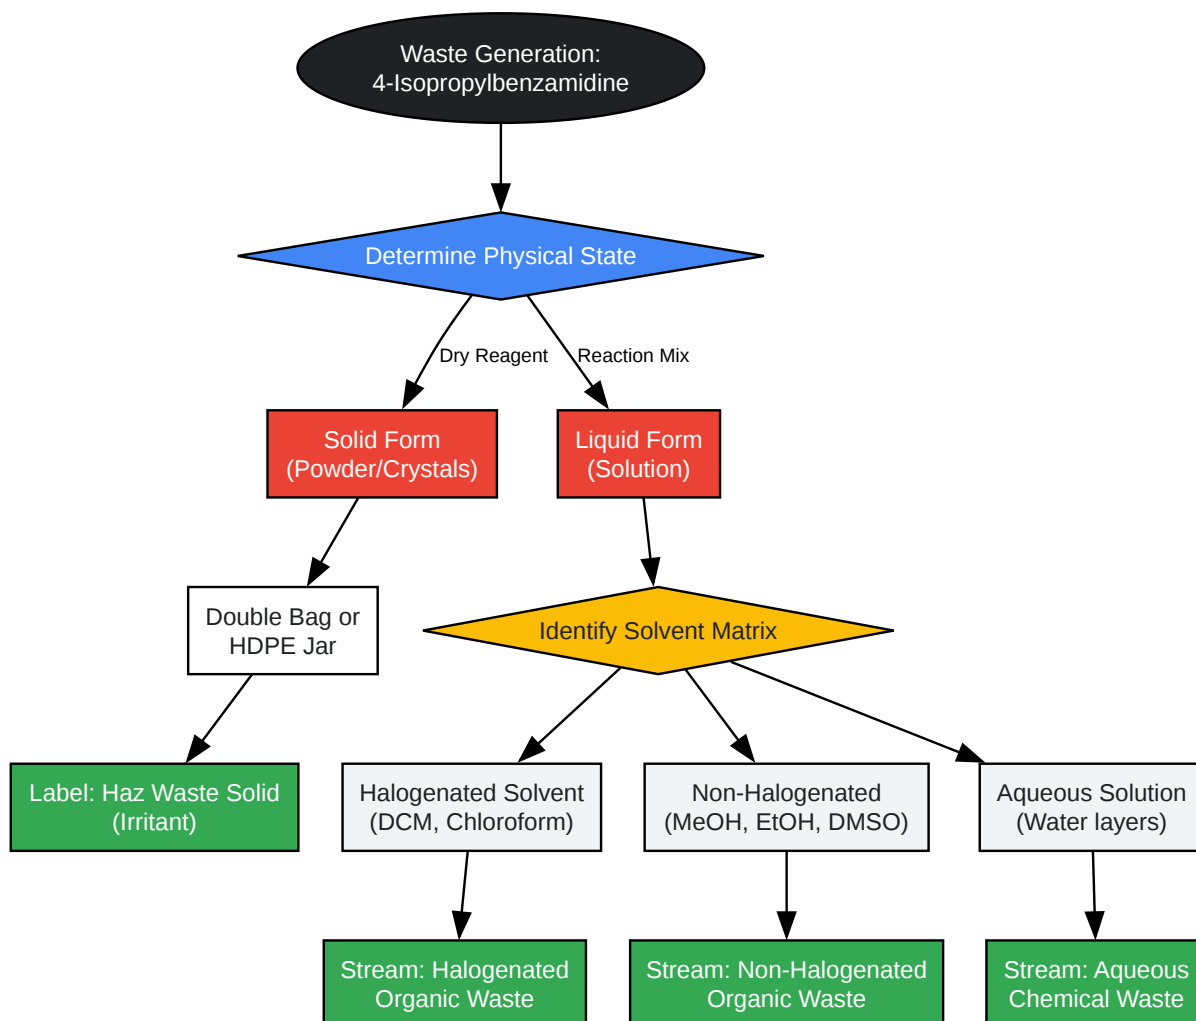 Waste Generation:
4-Isopropylbenzamidine
Determine Physical State
Dry Reagent
Reaction Mix
Solid Form
(Powder/Crystals)
Liquid Form
(Solution)
Double Bag or
HDPE Jar
Identify Solvent Matrix
Label: Haz Waste Solid
(Irritant)
Halogenated Solvent
(DCM, Chloroform)
Non-Halogenated
(MeOH, EtOH, DMSO)
Aqueous Solution
(Water layers)
Stream: Halogenated
Organic Waste
Stream: Non-Halogenated
Organic Waste
Stream: Aqueous
Chemical Waste